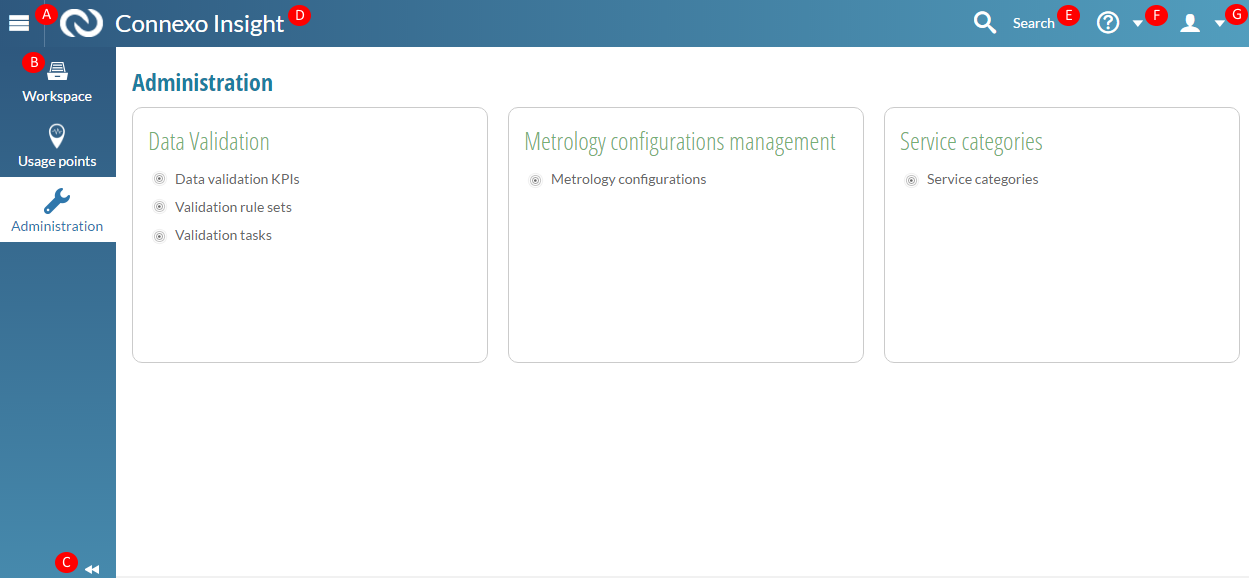 A
Connexo Insight
D
Search
E
F
G
B
Workspace
Usage points
Administration
C
Administration
Data Validation
Data validation KPIs
Validation rule sets
Validation tasks
Metrology configurations management
Metrology configurations
Service categories
Service categories